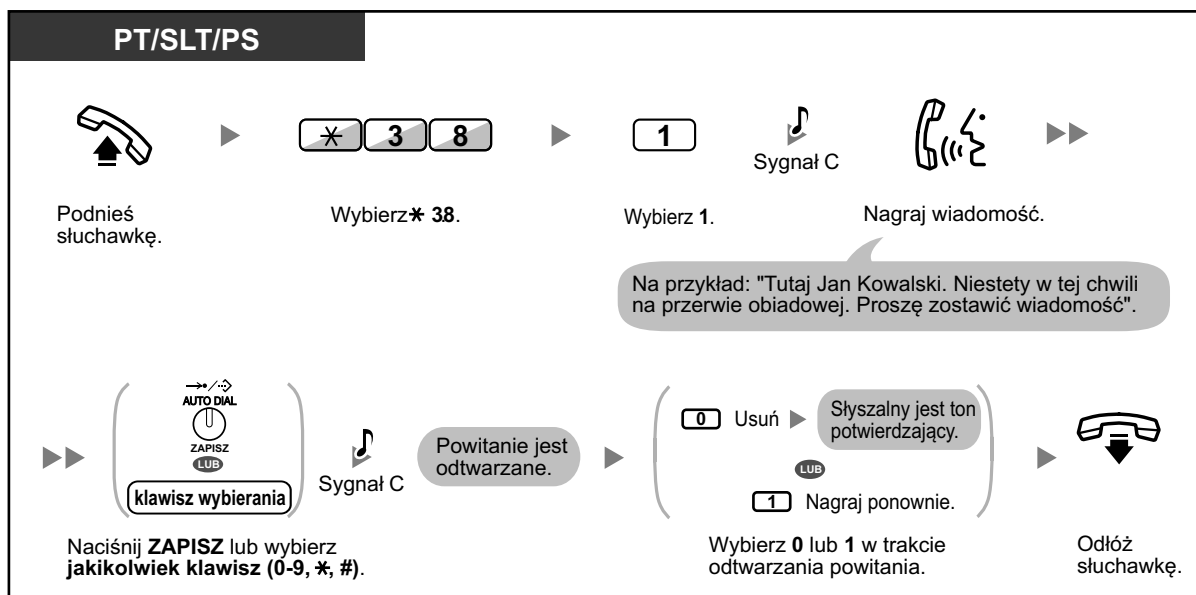 PT/SLT/PS
✳ 3 8
1
Sygnał C
Podnieś
słuchawkę.
Wybierz✳ 38.
Wybierz 1.
Nagraj wiadomość.
Na przykład: "Tutaj Jan Kowalski. Niestety w tej chwili
na przerwie obiadowej. Proszę zostawić wiadomość".
AUTO DIAL
ZAPISZ
LUB
klawisz wybierania
Sygnał C
Powitanie jest
odtwarzane.
0 Usuń
Słyszalny jest ton
potwierdzający.
LUB
1 Nagraj ponownie.
Naciśnij ZAPISZ lub wybierz
jakikolwiek klawisz (0-9, ✳, #).
Wybierz 0 lub 1 w trakcie
odtwarzania powitania.
Odłóż
słuchawkę.